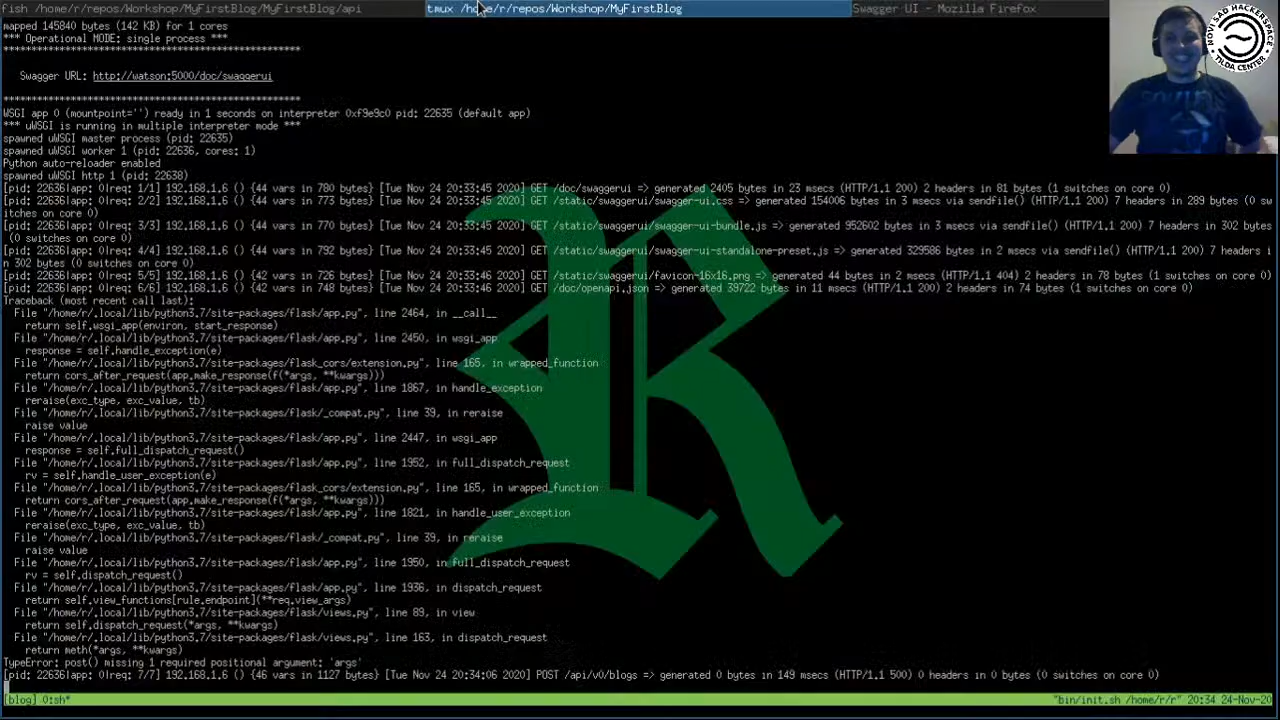 fish /home/r/repos/Workshop/MyFirstBlog/MyFirstBlog/api
tmux /home/r/repos/Workshop/MyFirstBlog
Swagger UI - Mozilla Firefox
mapped 145840 bytes (142 KB) for 1 cores
*** Operational MODE: single process ***
**************************************************
Swagger URL: http://watson:5000/doc/swaggerui
**************************************************
WSGI app 0 (mountpoint='') ready in 1 seconds on interpreter 0xf9e9c0 pid: 22635 (default app)
*** uWSGI is running in multiple interpreter mode ***
spawned uWSGI master process (pid: 22635)
spawned uWSGI worker 1 (pid: 22636, cores: 1)
Python auto-reloader enabled
spawned uWSGI http 1 (pid: 22638)
[pid: 22636|app: 0|req: 1/1] 192.168.1.6 () {44 vars in 780 bytes} [Tue Nov 24 20:33:45 2020] GET /doc/swaggerui => generated 2405 bytes in 23 msecs (HTTP/1.1 200) 2 headers in 81 bytes (1 switches on core 0)
[pid: 22636|app: 0|req: 2/2] 192.168.1.6 () {44 vars in 773 bytes} [Tue Nov 24 20:33:45 2020] GET /static/swaggerui/swagger-ui.css => generated 154006 bytes in 3 msecs via sendfile() (HTTP/1.1 200) 7 headers in 289 bytes (0 sw
itches on core 0)
[pid: 22636|app: 0|req: 3/3] 192.168.1.6 () {44 vars in 770 bytes} [Tue Nov 24 20:33:45 2020] GET /static/swaggerui/swagger-ui-bundle.js => generated 952602 bytes in 3 msecs via sendfile() (HTTP/1.1 200) 7 headers in 302 bytes
(0 switches on core 0)
[pid: 22636|app: 0|req: 4/4] 192.168.1.6 () {44 vars in 792 bytes} [Tue Nov 24 20:33:45 2020] GET /static/swaggerui/swagger-ui-standalone-preset.js => generated 329586 bytes in 2 msecs via sendfile() (HTTP/1.1 200) 7 headers i
n 302 bytes (0 switches on core 0)
[pid: 22636|app: 0|req: 5/5] 192.168.1.6 () {42 vars in 726 bytes} [Tue Nov 24 20:33:46 2020] GET /static/swaggerui/favicon-16x16.png => generated 44 bytes in 2 msecs (HTTP/1.1 404) 2 headers in 78 bytes (1 switches on core 0)
[pid: 22636|app: 0|req: 6/6] 192.168.1.6 () {42 vars in 748 bytes} [Tue Nov 24 20:33:46 2020] GET /doc/openapi.json => generated 39722 bytes in 11 msecs (HTTP/1.1 200) 2 headers in 74 bytes (1 switches on core 0)
Traceback (most recent call last):
File "/home/r/.local/lib/python3.7/site-packages/flask/app.py", line 2464, in __call__
return self.wsgi_app(environ, start_response)
File "/home/r/.local/lib/python3.7/site-packages/flask/app.py", line 2450, in wsgi_app
response = self.handle_exception(e)
File "/home/r/.local/lib/python3.7/site-packages/flask_cors/extension.py", line 165, in wrapped_function
return cors_after_request(app.make_response(f(*args, **kwargs)))
File "/home/r/.local/lib/python3.7/site-packages/flask/app.py", line 1867, in handle_exception
reraise(exc_type, exc_value, tb)
File "/home/r/.local/lib/python3.7/site-packages/flask/_compat.py", line 39, in reraise
raise value
File "/home/r/.local/lib/python3.7/site-packages/flask/app.py", line 2447, in wsgi_app
response = self.full_dispatch_request()
File "/home/r/.local/lib/python3.7/site-packages/flask/app.py", line 1952, in full_dispatch_request
rv = self.handle_user_exception(e)
File "/home/r/.local/lib/python3.7/site-packages/flask_cors/extension.py", line 165, in wrapped_function
return cors_after_request(app.make_response(f(*args, **kwargs)))
File "/home/r/.local/lib/python3.7/site-packages/flask/app.py", line 1821, in handle_user_exception
reraise(exc_type, exc_value, tb)
File "/home/r/.local/lib/python3.7/site-packages/flask/_compat.py", line 39, in reraise
raise value
File "/home/r/.local/lib/python3.7/site-packages/flask/app.py", line 1950, in full_dispatch_request
rv = self.dispatch_request()
File "/home/r/.local/lib/python3.7/site-packages/flask/app.py", line 1936, in dispatch_request
return self.view_functions[rule.endpoint](**req.view_args)
File "/home/r/.local/lib/python3.7/site-packages/flask/views.py", line 89, in view
return self.dispatch_request(*args, **kwargs)
File "/home/r/.local/lib/python3.7/site-packages/flask/views.py", line 163, in dispatch_request
return meth(*args, **kwargs)
TypeError: post() missing 1 required positional argument: 'args'
[pid: 22636|app: 0|req: 7/7] 192.168.1.6 () {46 vars in 1127 bytes} [Tue Nov 24 20:34:06 2020] POST /api/v0/blogs => generated 0 bytes in 149 msecs (HTTP/1.1 500) 0 headers in 0 bytes (0 switches on core 0)
[blog] 0:sh*
"bin/init.sh /home/r/r" 20:34 24-Nov-20
NOVI SAD HACKERSPACE
TILDA CENTER